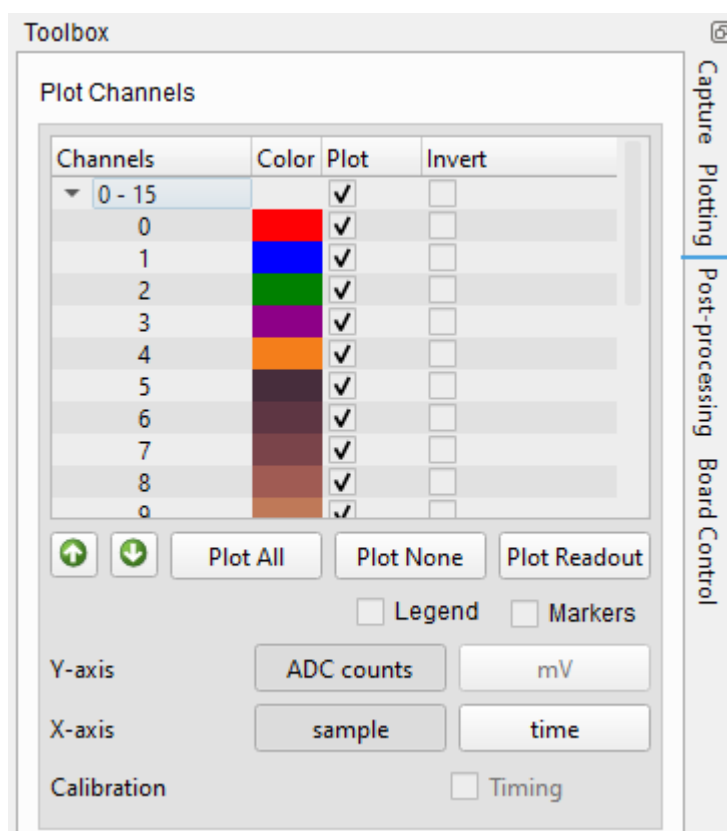 Toolbox
Plot Channels
Channels Color Plot Invert
0 - 15
0
1
2
3
4
5
6
7
8
9
Plot All Plot None Plot Readout
Legend Markers
Y-axis ADC counts mV
X-axis sample time
Calibration Timing
Capture
Plotting
Post-processing
Board Control